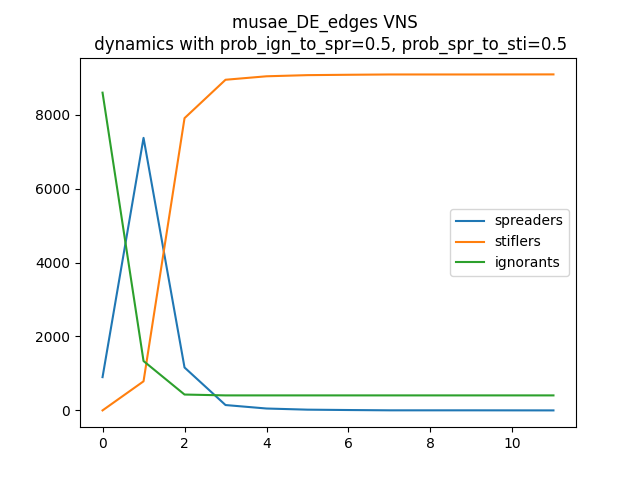 musae_DE_edges VNS
dynamics with prob_ign_to_spr=0.5, prob_spr_to_sti=0.5
8000
6000
4000
2000
0
spreaders
stiflers
ignorants
0 2 4 6 8 10